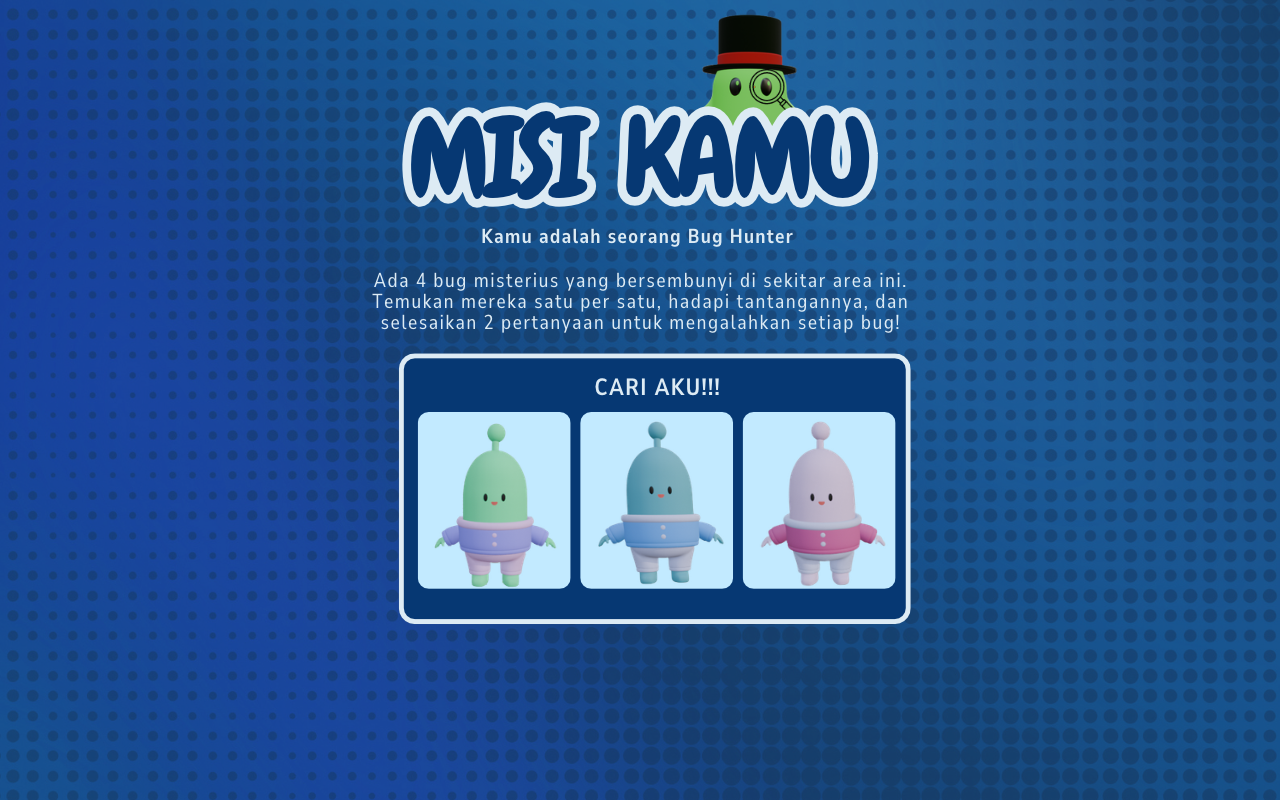 MISI KAMU
Kamu adalah seorang Bug Hunter
Ada 4 bug misterius yang bersembunyi di sekitar area ini.
Temukan mereka satu per satu, hadapi tantangannya, dan
selesaikan 2 pertanyaan untuk mengalahkan setiap bug!
CARI AKU!!!